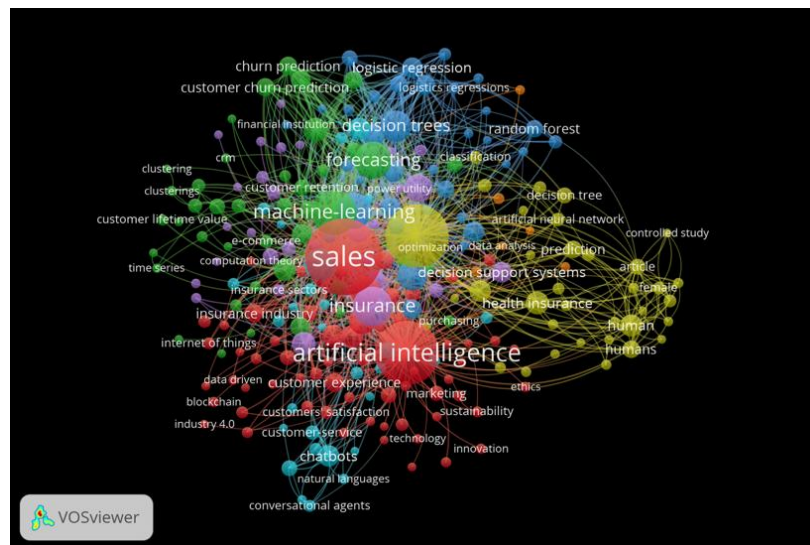 churn prediction
logistic regression
customer churn prediction
logistics regressions
financial institution
decision trees
random forest
crm
forecasting
classification
clustering
clusterings
customer retention
power utility
decision tree
customer lifetime value
machine-learning
artificial neural network
e-commerce
optimization
data analysis
prediction
controlled study
time series
computation theory
sales
decision support systems
article
insurance sectors
female
insurance industry
insurance
health insurance
purchasing
human
internet of things
artificial intelligence
humans
data driven
customer experience
ethics
blockchain
marketing
customers' satisfaction
sustainability
industry 4.0
customer-service
technology
innovation
chatbots
natural languages
conversational agents
VOSviewer